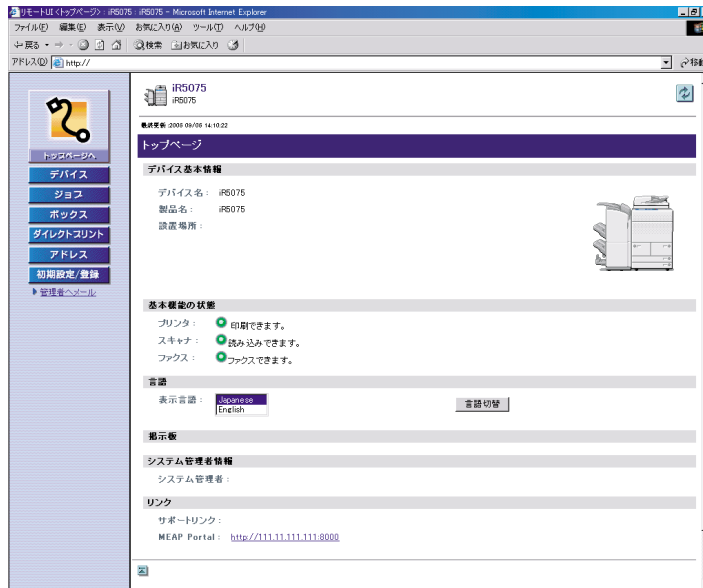 リモートUI <トップページ> : iR5075 : iR5075 - Microsoft Internet Explorer
ファイル(F) 編集(E) 表示(V) お気に入り(A) ツール(T) ヘルプ(H)
戻る 検索 お気に入り
アドレス(D) http:// 移動
iR5075
iR5075
最終更新 :2008 09/05 14:10:22
トップページへ
デバイス
ジョブ
ボックス
ダイレクトプリント
アドレス
初期設定/登録
管理者へメール
トップページ
デバイス基本情報
デバイス名: iR5075
製品名: iR5075
設置場所:
基本機能の状態
プリンタ: 印刷できます。
スキャナ: 読み込みできます。
ファクス: ファクスできます。
言語
表示言語: Japanese
English
言語切替
掲示板
システム管理者情報
システム管理者:
リンク
サポートリンク:
MEAP Portal: http://111.11.111.111:8000